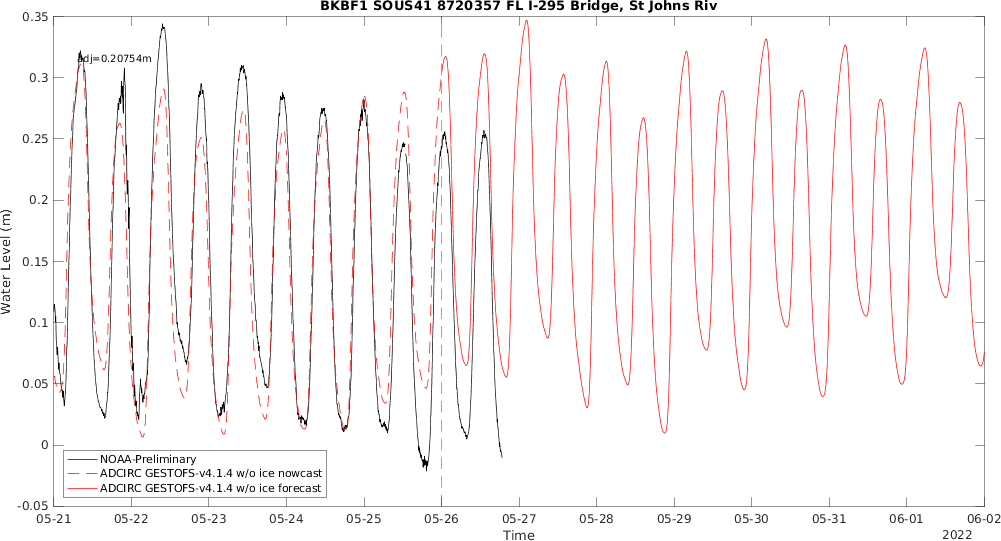 BKBF1 SOUS41 8720357 FL I-295 Bridge, St Johns Riv
0.35
adj=0.20754m
0.3
0.25
0.2
0.15
0.1
0.05
0
-0.05
Water Level (m)
NOAA-Preliminary
ADCIRC GESTOFS-v4.1.4 w/o ice nowcast
ADCIRC GESTOFS-v4.1.4 w/o ice forecast
05-21 05-22 05-23 05-24 05-25 05-26 05-27 05-28 05-29 05-30 05-31 06-01 06-02
Time
2022